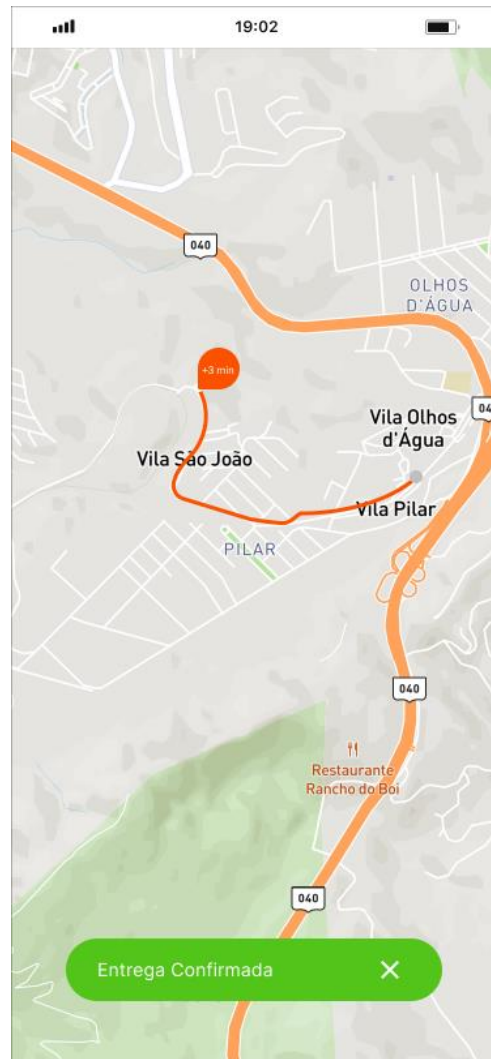 19:02
040
OLHOS
D'ÁGUA
+3 min
Vila Olhos
d'Água
Vila São João
Vila Pilar
PILAR
040
Restaurante
Rancho do Boi
040
Entrega Confirmada